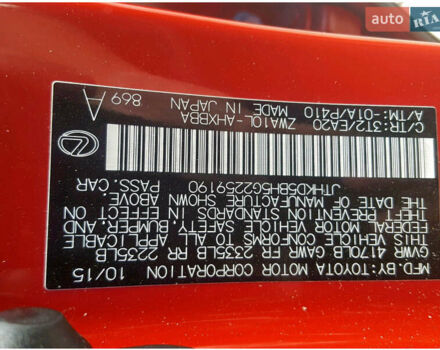 auto
RIA
MFD. BY: TOYOTA MOTOR CORPORATION 10/15
GVWR 4170LB GAWR FR 2335LB RR 2235LB
THIS VEHICLE CONFORMS TO ALL APPLICABLE
FEDERAL MOTOR VEHICLE SAFETY, BUMPER, AND
THEFT PREVENTION STANDARDS IN EFFECT ON
THE DATE OF MANUFACTURE SHOWN ABOVE.
JTHKD5BH5G2259190 PASS. CAR
C/TR: 3T2/EA20 ZWA10L-AHXBBA
A/TM: -01A/P410 MADE IN JAPAN
869
A